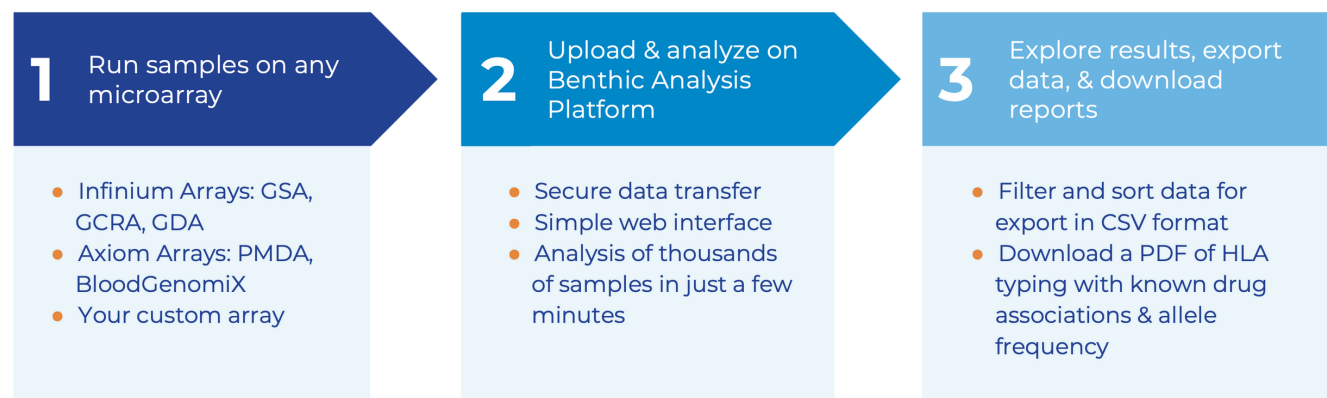 1
Run samples on any
microarray
• Infinium Arrays: GSA,
GCRA, GDA
• Axiom Arrays: PMDA,
BloodGenomiX
• Your custom array
2
Upload & analyze on
Benthic Analysis
Platform
• Secure data transfer
• Simple web interface
• Analysis of thousands
of samples in just a few
minutes
3
Explore results, export
data, & download
reports
• Filter and sort data for
export in CSV format
• Download a PDF of HLA
typing with known drug
associations & allele
frequency